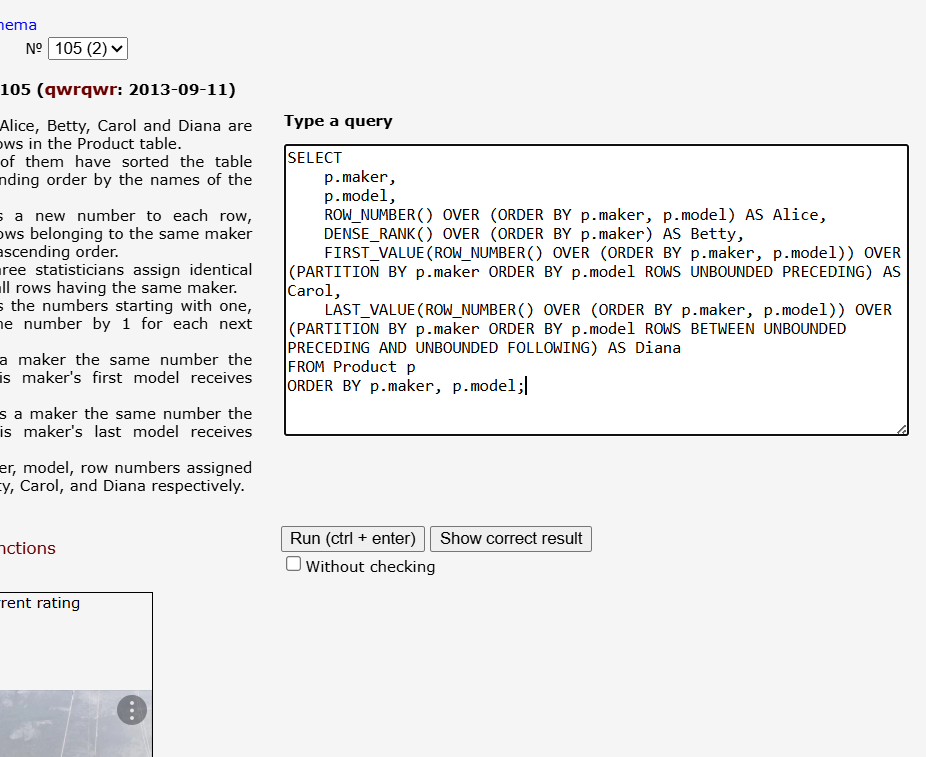 nema
№ 105 (2)
105 (qwrqwr: 2013-09-11)
Alice, Betty, Carol and Diana are
ows in the Product table.
of them have sorted the table
nding order by the names of the
s a new number to each row,
ows belonging to the same maker
ascending order.
ree statisticians assign identical
ll rows having the same maker.
s the numbers starting with one,
ne number by 1 for each next
a maker the same number the
is maker's first model receives
s a maker the same number the
is maker's last model receives
er, model, row numbers assigned
ty, Carol, and Diana respectively.
nctions
rent rating
Type a query
SELECT
p.maker,
p.model,
ROW_NUMBER() OVER (ORDER BY p.maker, p.model) AS Alice,
DENSE_RANK() OVER (ORDER BY p.maker) AS Betty,
FIRST_VALUE(ROW_NUMBER() OVER (ORDER BY p.maker, p.model)) OVER
(PARTITION BY p.maker ORDER BY p.model ROWS UNBOUNDED PRECEDING) AS
Carol,
LAST_VALUE(ROW_NUMBER() OVER (ORDER BY p.maker, p.model)) OVER
(PARTITION BY p.maker ORDER BY p.model ROWS BETWEEN UNBOUNDED
PRECEDING AND UNBOUNDED FOLLOWING) AS Diana
FROM Product p
ORDER BY p.maker, p.model;
Run (ctrl + enter) Show correct result
Without checking